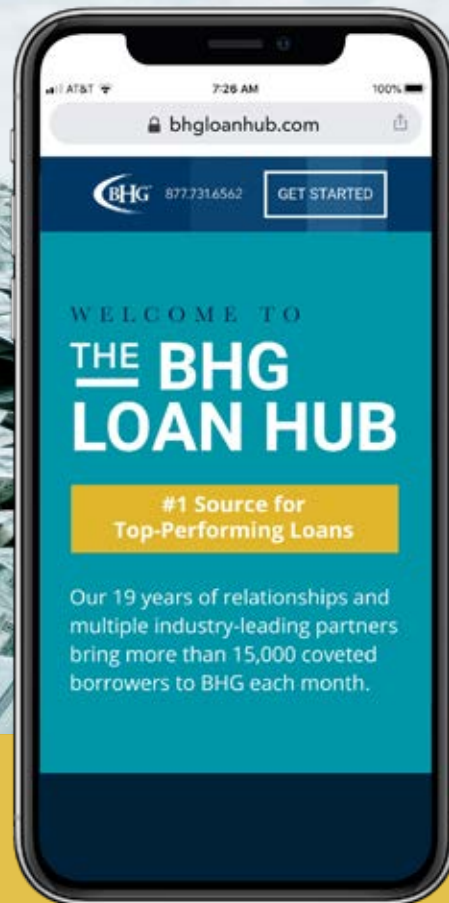 AT&T 7:26 AM 100%
bhgloanhub.com
BHG 877.731.6562 GET STARTED
WELCOME TO
THE BHG
LOAN HUB
#1 Source for
Top-Performing Loans
Our 19 years of relationships and
multiple industry-leading partners
bring more than 15,000 coveted
borrowers to BHG each month.